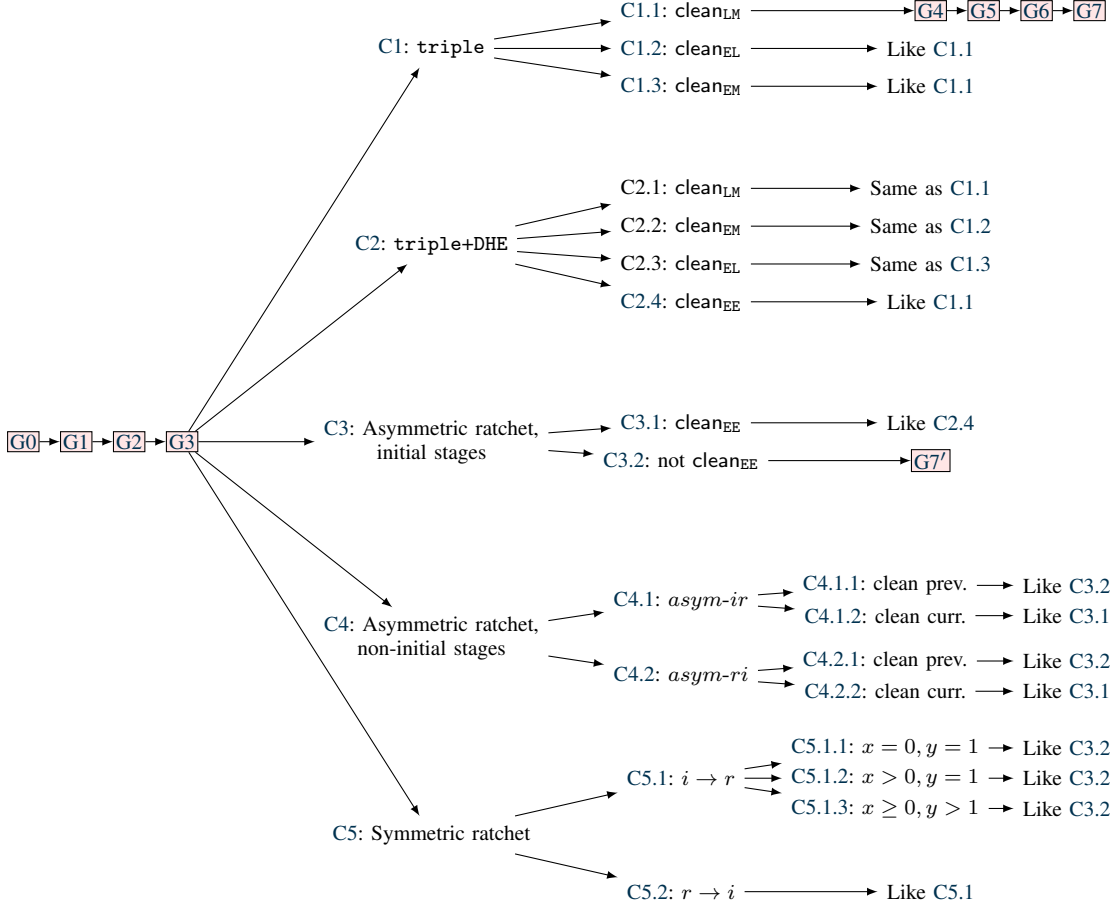 C1.1: clean_LM G4 G5 G6 G7
C1: triple
C1.2: clean_EL Like C1.1
C1.3: clean_EM Like C1.1
C2.1: clean_LM Same as C1.1
C2.2: clean_EM Same as C1.2
C2: triple+DHE
C2.3: clean_EL Same as C1.3
C2.4: clean_EE Like C1.1
G0 G1 G2 G3
C3: Asymmetric ratchet,
initial stages
C3.1: clean_EE Like C2.4
C3.2: not clean_EE G7′
C4: Asymmetric ratchet,
non-initial stages
C4.1: asym-ir
C4.1.1: clean prev. Like C3.2
C4.1.2: clean curr. Like C3.1
C4.2: asym-ri
C4.2.1: clean prev. Like C3.2
C4.2.2: clean curr. Like C3.1
C5: Symmetric ratchet
C5.1: i → r
C5.1.1: x = 0, y = 1 Like C3.2
C5.1.2: x > 0, y = 1 Like C3.2
C5.1.3: x ≥ 0, y > 1 Like C3.2
C5.2: r → i Like C5.1